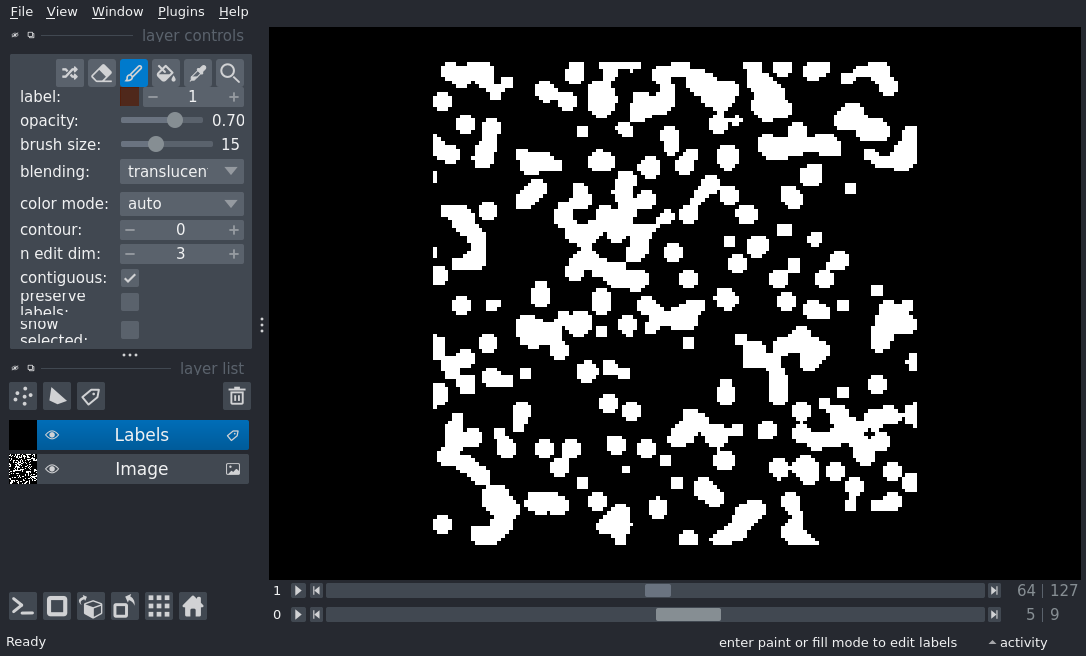 File View Window Plugins Help
layer controls
label: 1
opacity: 0.70
brush size: 15
blending: translucen
color mode: auto
contour: 0
n edit dim: 3
contiguous:
preserve
labels:
show
selected:
layer list
Labels
Image
1 64 127
0 5 9
Ready enter paint or fill mode to edit labels activity